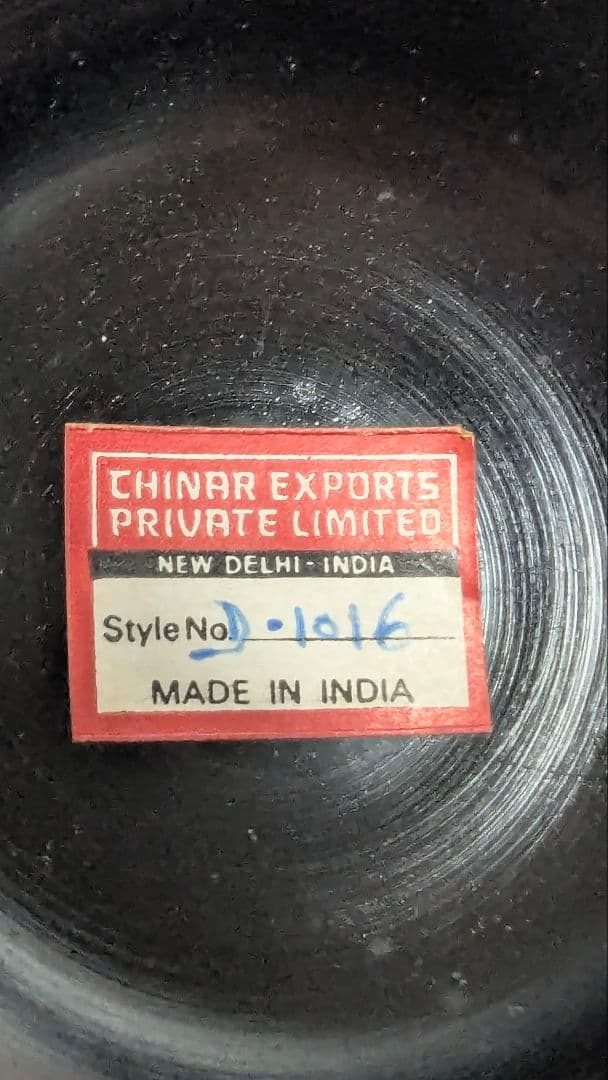 CHINAR EXPORTS
PRIVATE LIMITED
NEW DELHI - INDIA
Style No. D•1016
MADE IN INDIA